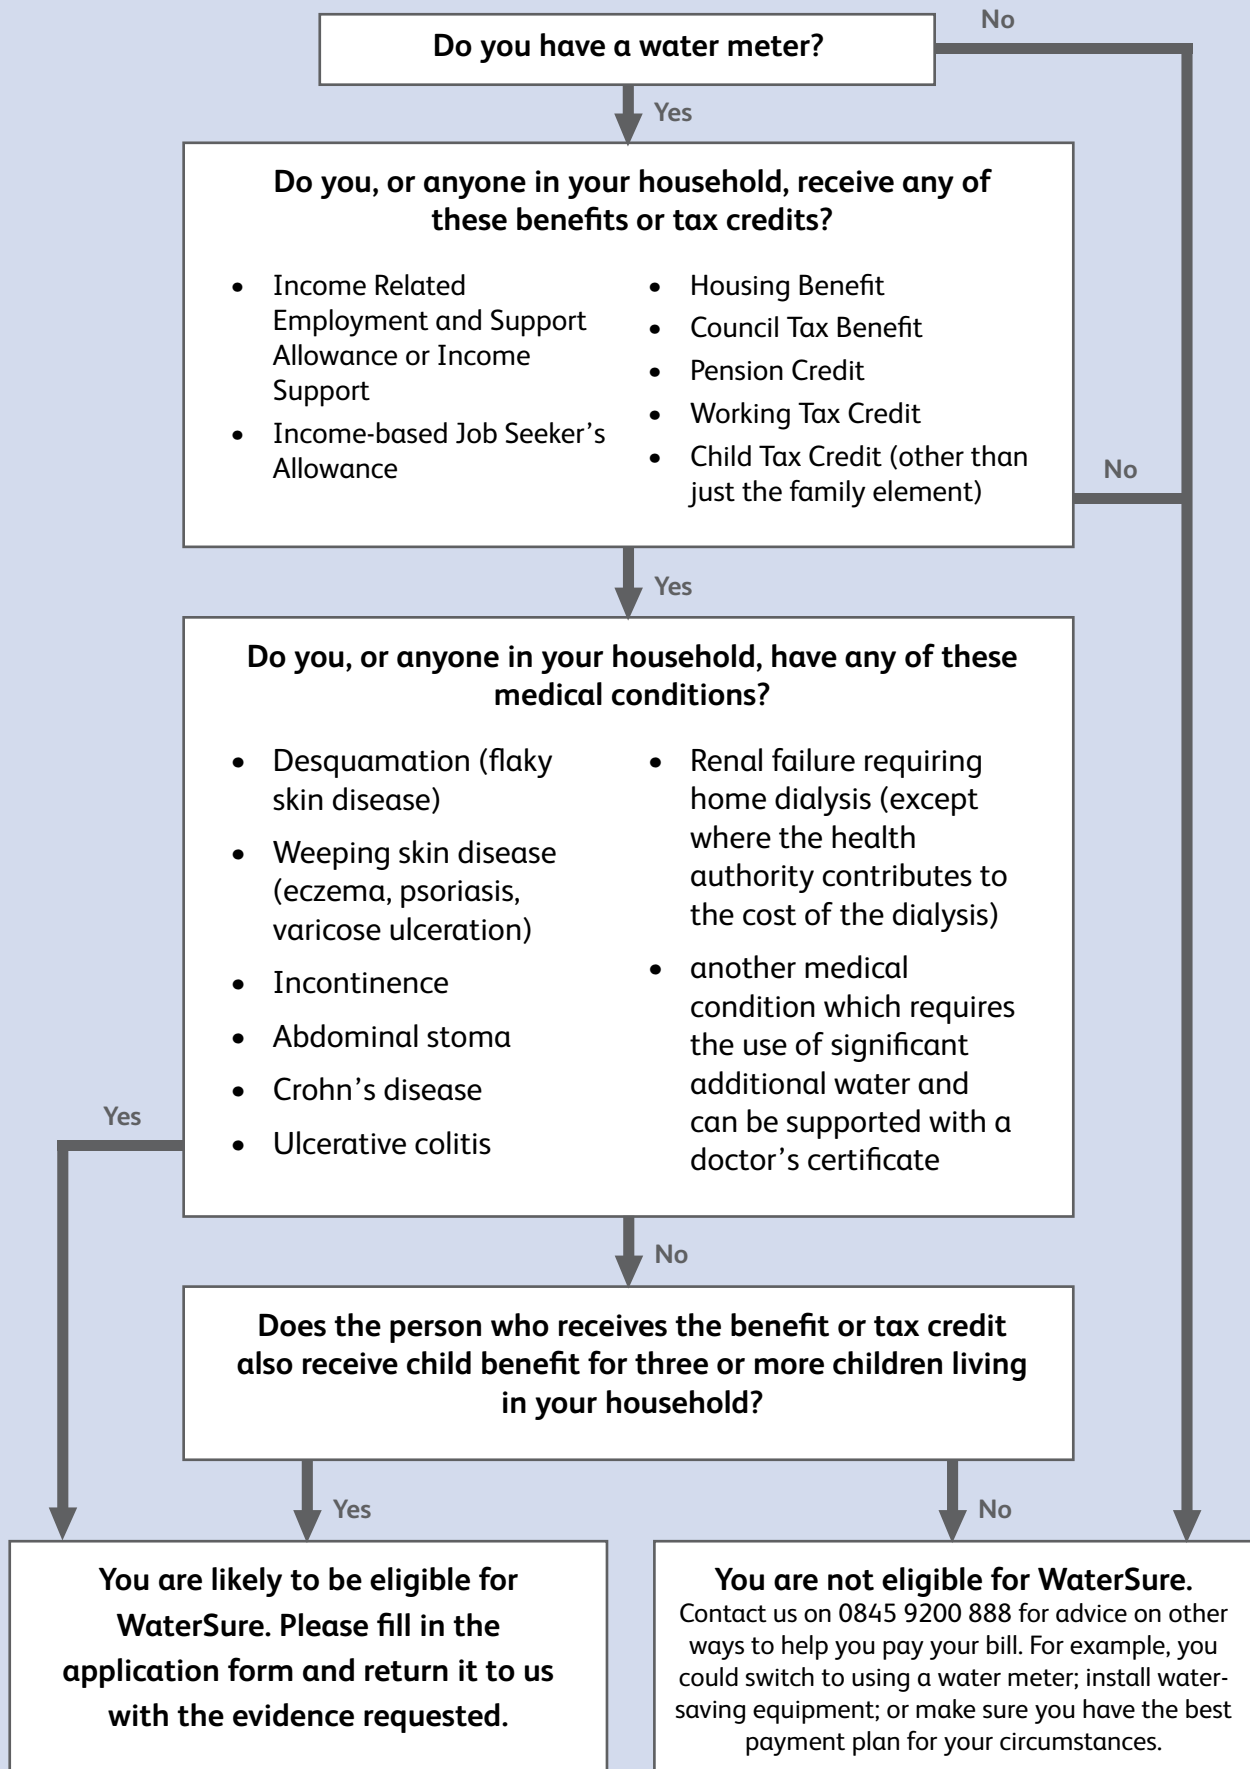 No
Do you have a water meter?
Yes
Do you, or anyone in your household, receive any of
these benefits or tax credits?
• Income Related
Employment and Support
Allowance or Income
Support
• Income-based Job Seeker's
Allowance
• Housing Benefit
• Council Tax Benefit
• Pension Credit
• Working Tax Credit
• Child Tax Credit (other than
just the family element)
No
Yes
Do you, or anyone in your household, have any of these
medical conditions?
• Desquamation (flaky
skin disease)
• Weeping skin disease
(eczema, psoriasis,
varicose ulceration)
• Incontinence
• Abdominal stoma
• Crohn's disease
• Ulcerative colitis
• Renal failure requiring
home dialysis (except
where the health
authority contributes to
the cost of the dialysis)
• another medical
condition which requires
the use of significant
additional water and
can be supported with a
doctor's certificate
Yes
No
Does the person who receives the benefit or tax credit
also receive child benefit for three or more children living
in your household?
Yes
No
You are likely to be eligible for
WaterSure. Please fill in the
application form and return it to us
with the evidence requested.
You are not eligible for WaterSure.
Contact us on 0845 9200 888 for advice on other
ways to help you pay your bill. For example, you
could switch to using a water meter; install water-
saving equipment; or make sure you have the best
payment plan for your circumstances.